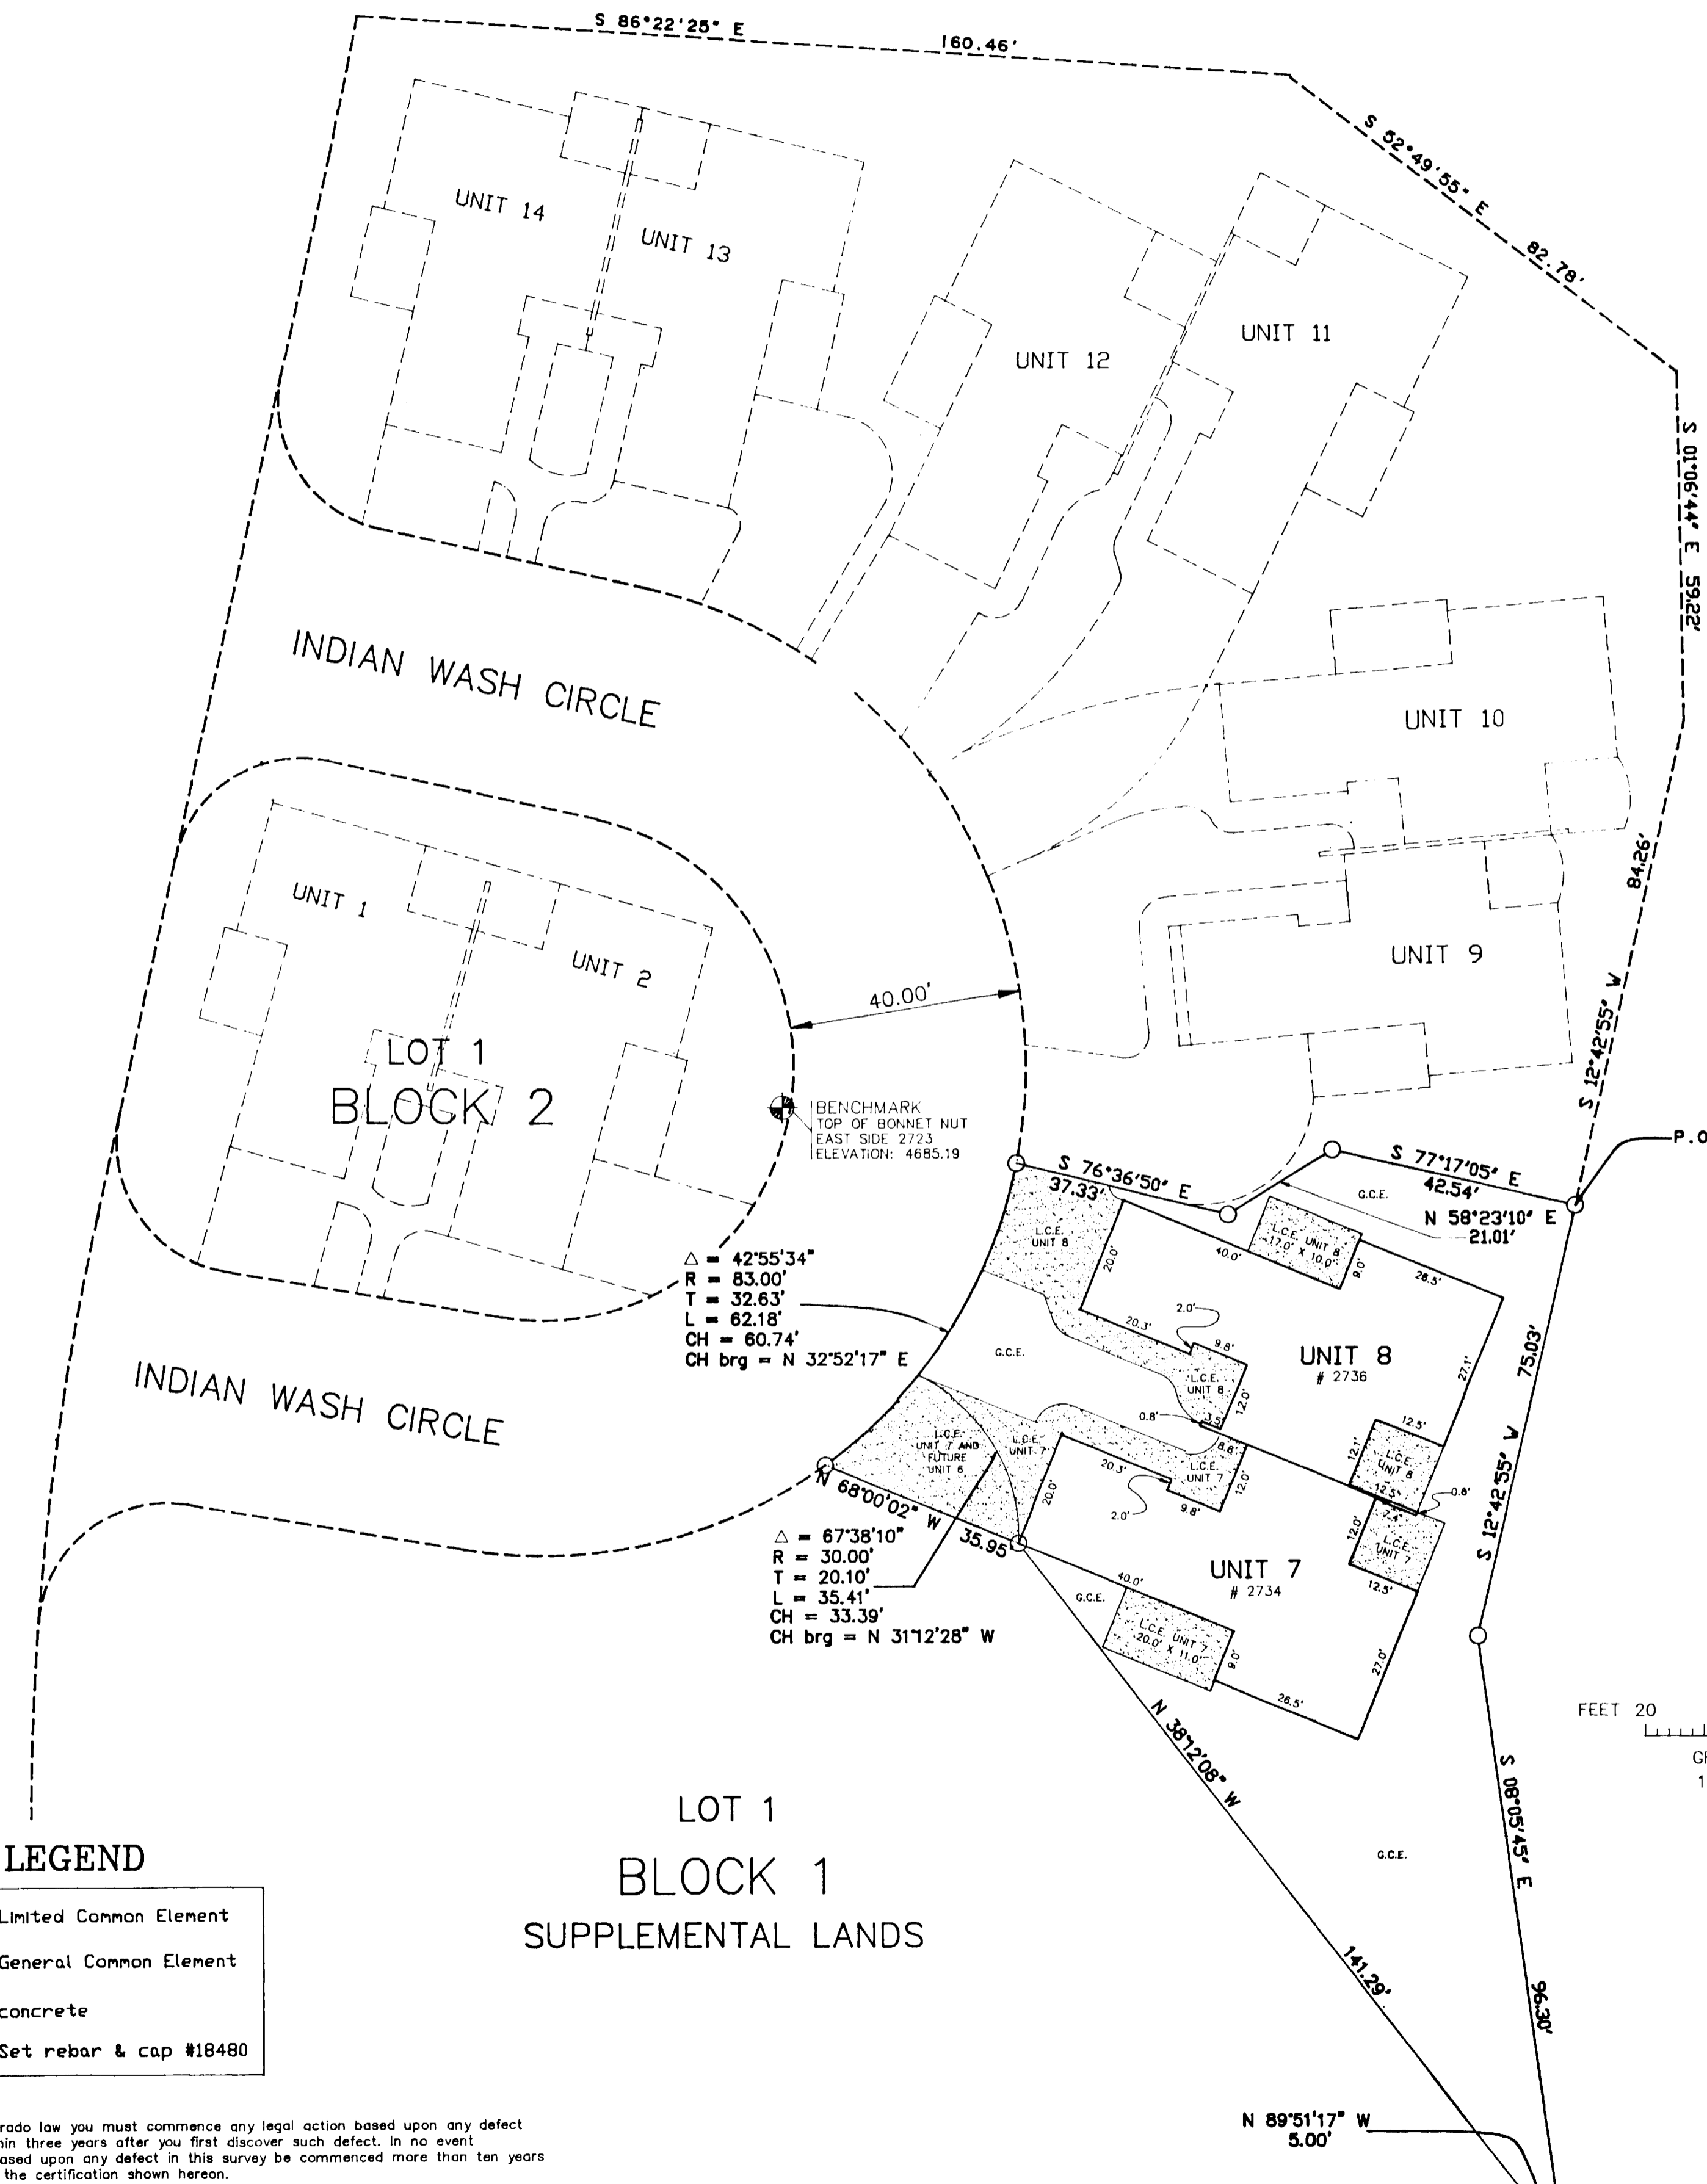 S 86°22'25" E
160.46'
S 52°49'55" E
82.78'
UNIT 14
UNIT 13
UNIT 12
UNIT 11
S 01°06'44" E 59.22'
INDIAN WASH CIRCLE
UNIT 10
84.26'
S 12°42'55" W
UNIT 1
UNIT 2
UNIT 9
40.00'
LOT 1
BLOCK 2
BENCHMARK
TOP OF BONNET NUT
EAST SIDE 2723
ELEVATION: 4685.19
P.O
S 76°36'50" E
37.33'
S 77°17'05" E
42.54'
G.C.E.
N 58°23'10" E
21.01'
L.C.E.
UNIT 8
L.C.E. UNIT 8
17.0' X 10.0'
20.0'
40.0'
9.0'
26.5'
△ = 42°55'34"
R = 83.00'
T = 32.63'
L = 62.18'
CH = 60.74'
CH brg = N 32°52'17" E
2.0'
20.3'
9.8'
G.C.E.
UNIT 8
# 2736
27.1'
75.03'
S 12°42'55" W
L.C.E.
UNIT 8
12.0'
0.8'
3.5'
INDIAN WASH CIRCLE
12.5'
12.1'
L.C.E.
UNIT 8
12.5'
0.6'
7.4'
L.C.E.
UNIT 7 AND
FUTURE
UNIT 6
L.C.E.
UNIT 7
8.8'
L.C.E.
UNIT 7
12.0'
20.3'
20.0'
2.0'
9.8'
12.0'
L.C.E.
UNIT 7
12.5'
N 68°00'02" W
35.95'
△ = 67°38'10"
R = 30.00'
T = 20.10'
L = 35.41'
CH = 33.39'
CH brg = N 31°12'28" W
UNIT 7
# 2734
40.0'
G.C.E.
L.C.E. UNIT 7
20.0' X 11.0'
9.0'
27.0'
26.5'
N 38°12'08" W
141.29'
FEET 20
GR
1
S 08°05'45" E
96.30'
G.C.E.
LOT 1
BLOCK 1
SUPPLEMENTAL LANDS
LEGEND
Limited Common Element
General Common Element
concrete
Set rebar & cap #18480
N 89°51'17" W
5.00'
rado law you must commence any legal action based upon any defect
hin three years after you first discover such defect. In no event
ased upon any defect in this survey be commenced more than ten years
the certification shown hereon.